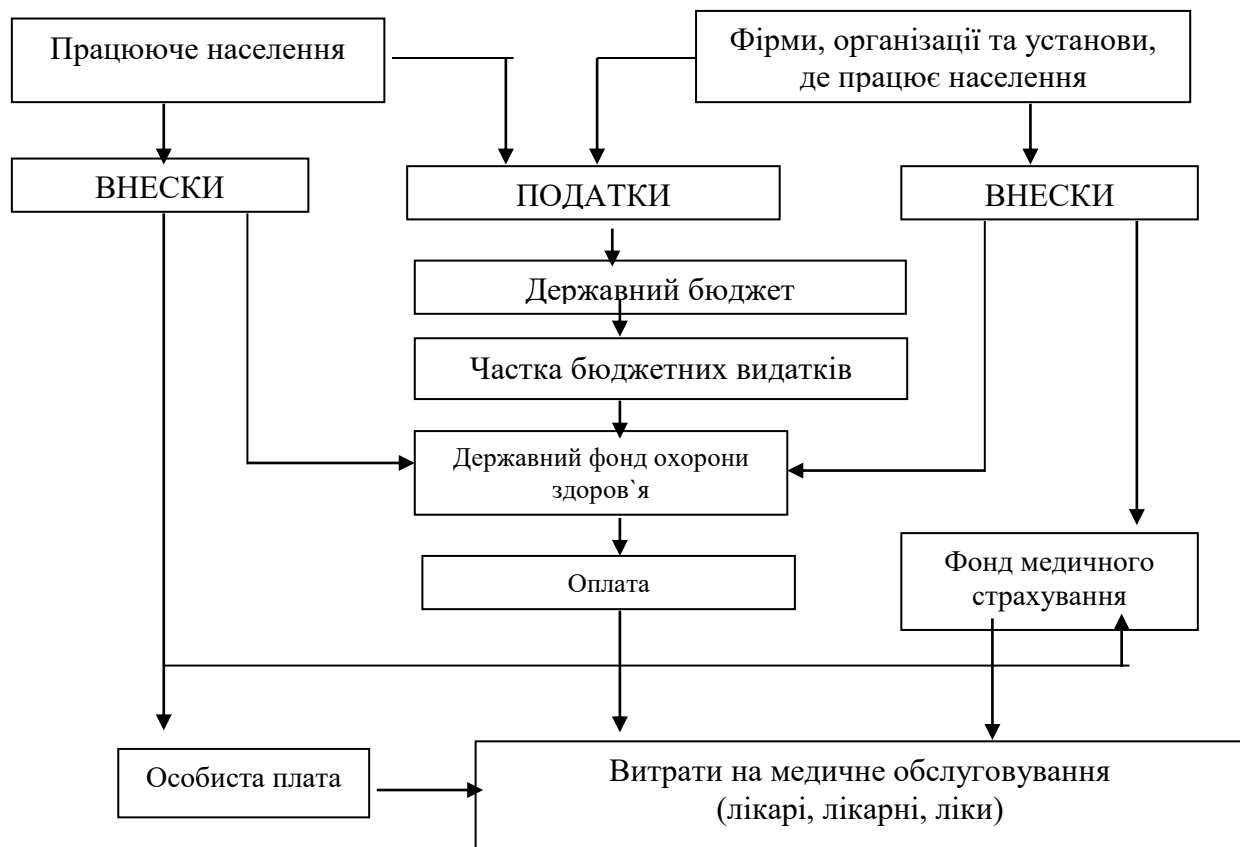 Працююче населення
Фірми, організації та установи,
де працює населення
ВНЕСКИ
ПОДАТКИ
ВНЕСКИ
Державний бюджет
Частка бюджетних видатків
Державний фонд охорони
здоров`я
Оплата
Фонд медичного
страхування
Особиста плата
Витрати на медичне обслуговування
(лікарі, лікарні, ліки)